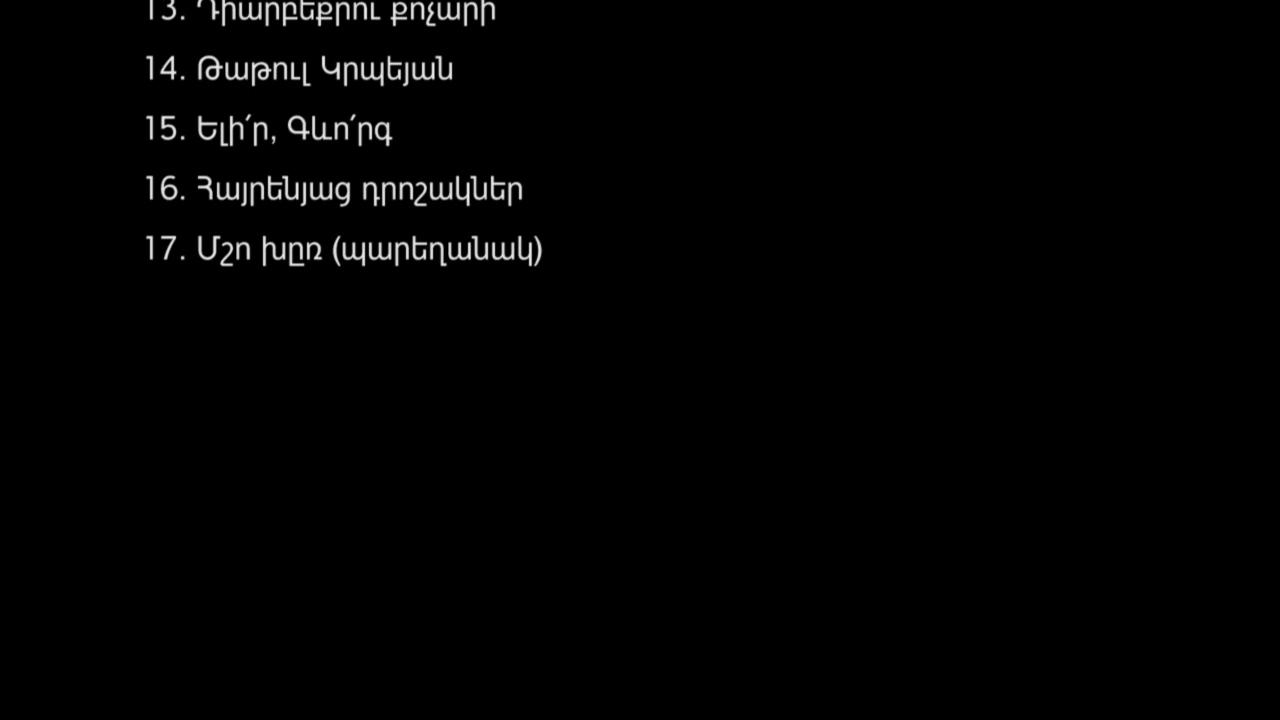 13. Դիարբեքրու քոչարի
14. Թաթուլ Կրպեյան
15. Ելի՛ր, Գևո՛րգ
16. Հայրենյաց դրոշակներ
17. Մշո խըռ (պարեղանակ)